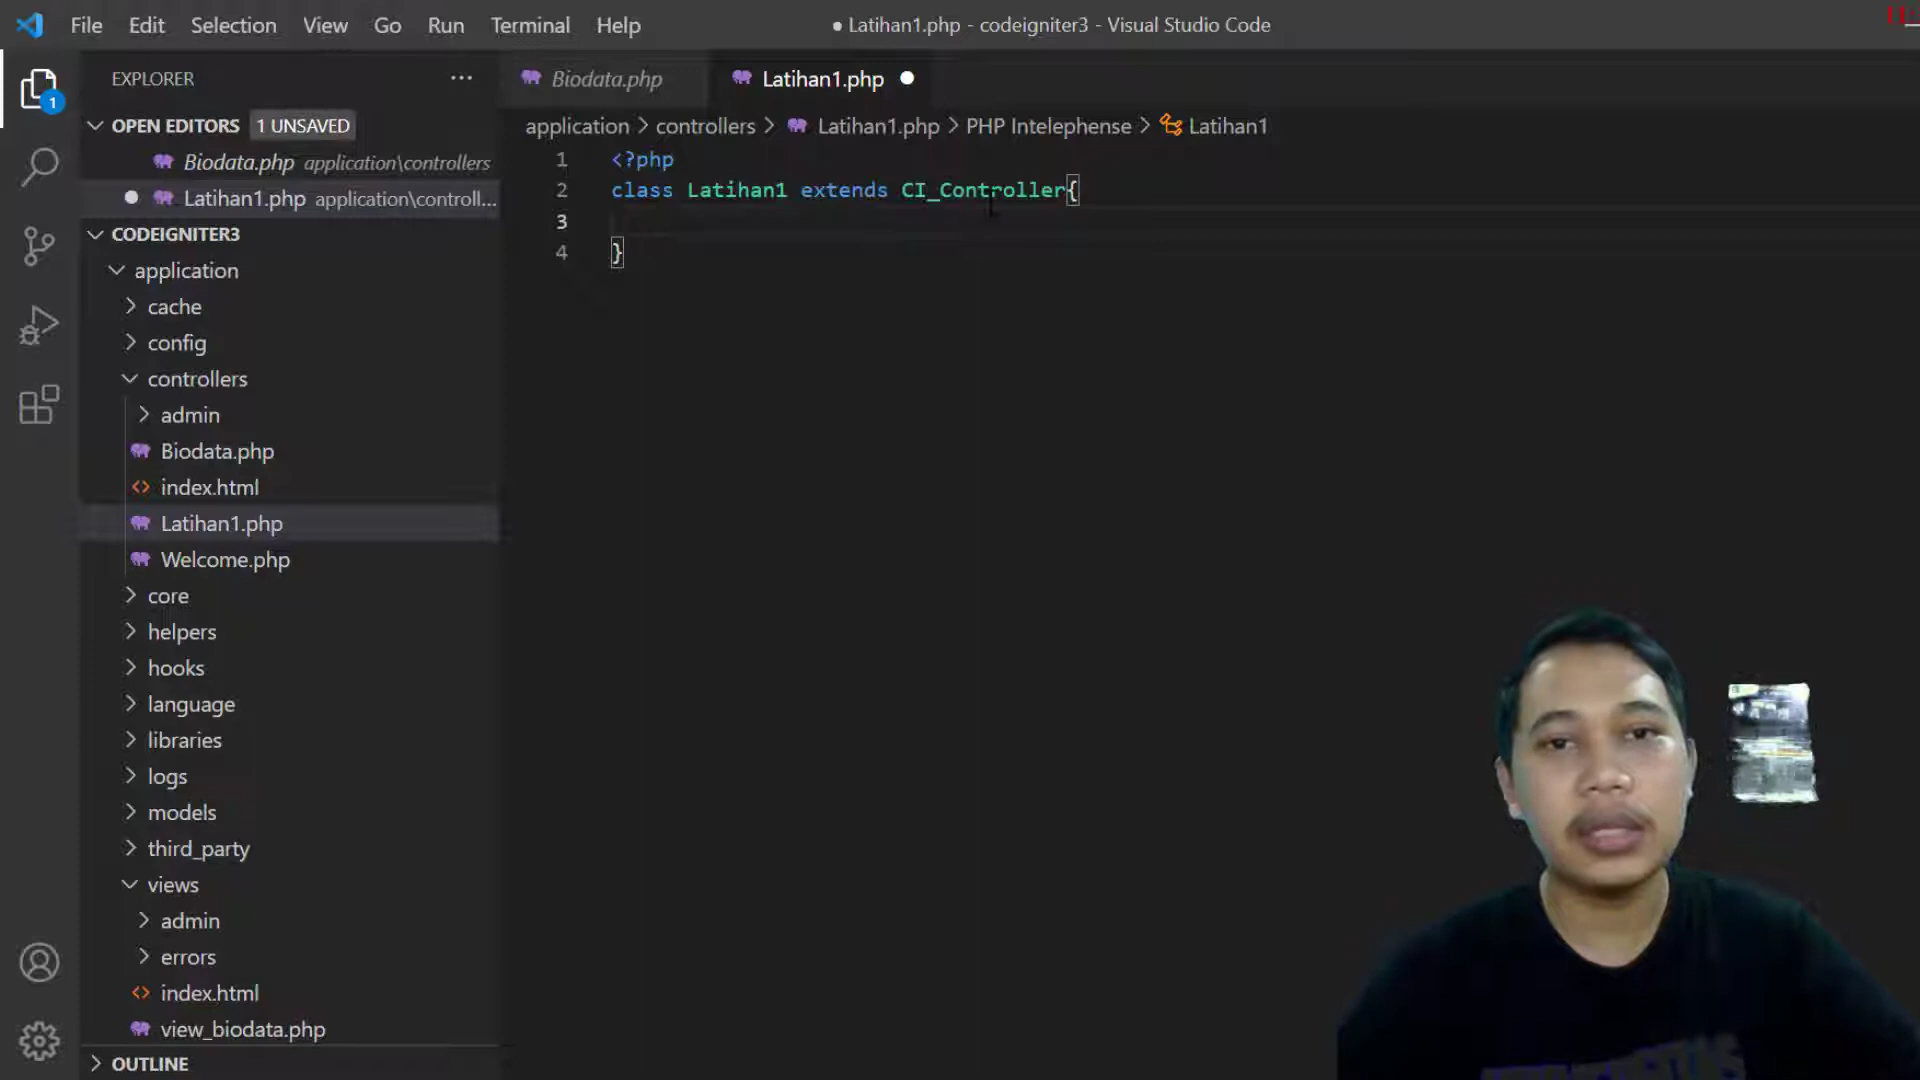 File Edit Selection View Go Run Terminal Help
● Latihan1.php - codeigniter3 - Visual Studio Code
EXPLORER
OPEN EDITORS 1 UNSAVED
Biodata.php application\controllers
Latihan1.php application\controll...
CODEIGNITER3
application
cache
config
controllers
admin
Biodata.php
index.html
Latihan1.php
Welcome.php
core
helpers
hooks
language
libraries
logs
models
third_party
views
admin
errors
index.html
view_biodata.php
OUTLINE
1
Biodata.php Latihan1.php
application > controllers > Latihan1.php > PHP Intelephense > Latihan1
1 <?php
2 class Latihan1 extends CI_Controller{
3
4 }